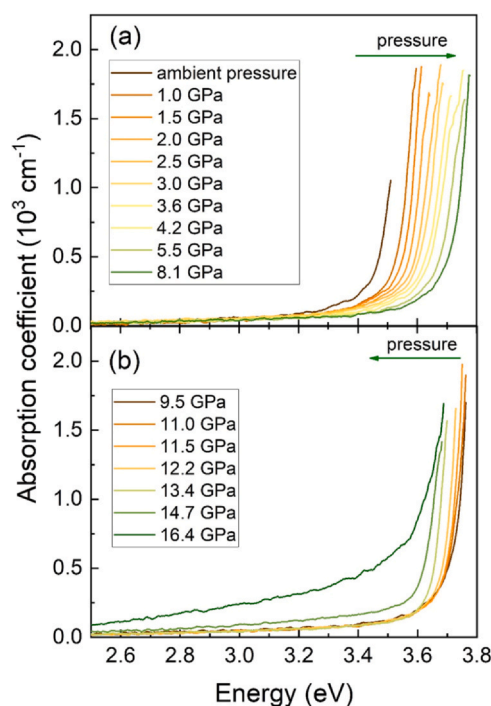 (a)
pressure
ambient pressure
1.0 GPa
1.5 GPa
2.0 GPa
2.5 GPa
3.0 GPa
3.6 GPa
4.2 GPa
5.5 GPa
8.1 GPa
2.0
1.5
1.0
0.5
0.0
Absorption coefficient (10³ cm⁻¹)
(b)
pressure
9.5 GPa
11.0 GPa
11.5 GPa
12.2 GPa
13.4 GPa
14.7 GPa
16.4 GPa
2.0
1.5
1.0
0.5
0.0
2.6 2.8 3.0 3.2 3.4 3.6 3.8
Energy (eV)